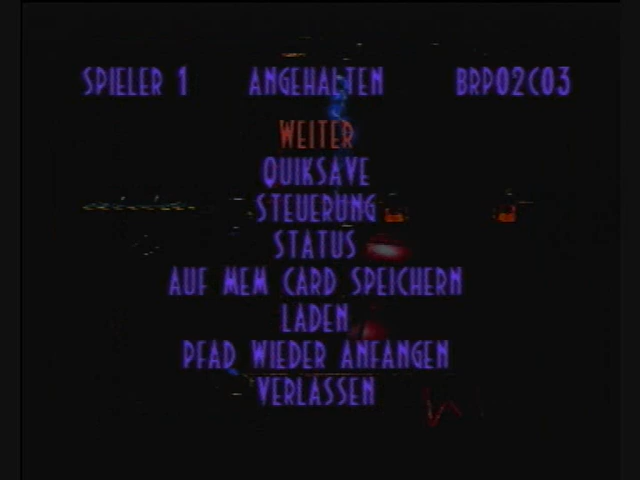 SPIELER 1 ANGEHALTEN BRP02C03
WEITER
QUIKSAVE
STEUERUNG
STATUS
AUF MEM CARD SPEICHERN
LADEN
PFAD WIEDER ANFANGEN
VERLASSEN